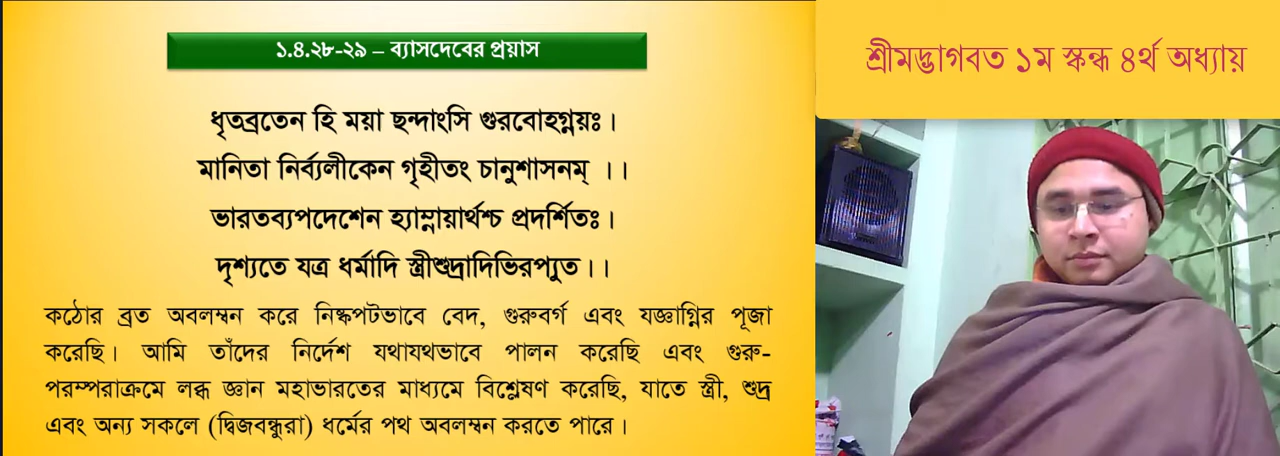 ১.৪.২৮-২৯ – ব্যাসদেবের প্রয়াস
শ্রীমদ্ভাগবত ১ম স্কন্ধ ৪র্থ অধ্যায়
ধৃতব্রতেন হি ময়া ছন্দাংসি গুরবোহগ্নয়ঃ।
মানিতা নির্ব্যলীকেন গৃহীতং চানুশাসনম্ ।।
ভারতব্যপদেশেন হ্যাম্নায়ার্থশ্চ প্রদর্শিতঃ।
দৃশ্যতে যত্র ধর্মাদি স্ত্রীশুদ্রাদিভিরপ্যুত।।
কঠোর ব্রত অবলম্বন করে নিষ্কপটভাবে বেদ, গুরুবর্গ এবং যজ্ঞাগ্নির পূজা
করেছি। আমি তাঁদের নির্দেশ যথাযথভাবে পালন করেছি এবং গুরু-
পরম্পরাক্রমে লব্ধ জ্ঞান মহাভারতের মাধ্যমে বিশ্লেষণ করেছি, যাতে স্ত্রী, শুদ্র
এবং অন্য সকলে (দ্বিজবন্ধুরা) ধর্মের পথ অবলম্বন করতে পারে।